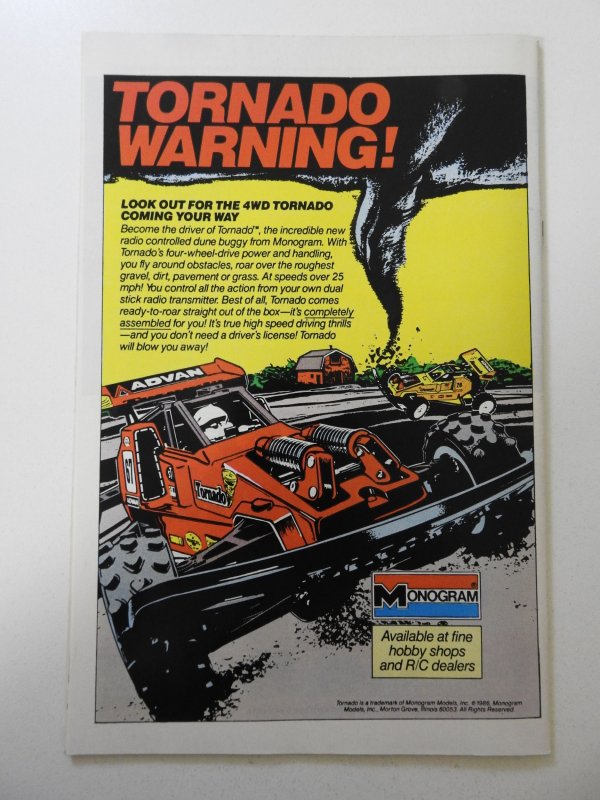 TORNADO
WARNING!
LOOK OUT FOR THE 4WD TORNADO
COMING YOUR WAY
Become the driver of Tornado™, the incredible new
radio controlled dune buggy from Monogram. With
Tornado's four-wheel-drive power and handling,
you fly around obstacles, roar over the roughest
gravel, dirt, pavement or grass. At speeds over 25
mph! You control all the action from your own dual
stick radio transmitter. Best of all, Tornado comes
ready-to-roar straight out of the box—it's completely
assembled for you! It's true high speed driving thrills
—and you don't need a driver's license! Tornado
will blow you away!
ADVAN
67
Tornado
MONOGRAM®
Available at fine
hobby shops
and R/C dealers
Tornado is a trademark of Monogram Models, Inc. ©1986, Monogram
Models, Inc., Morton Grove, Illinois 60053. All Rights Reserved.